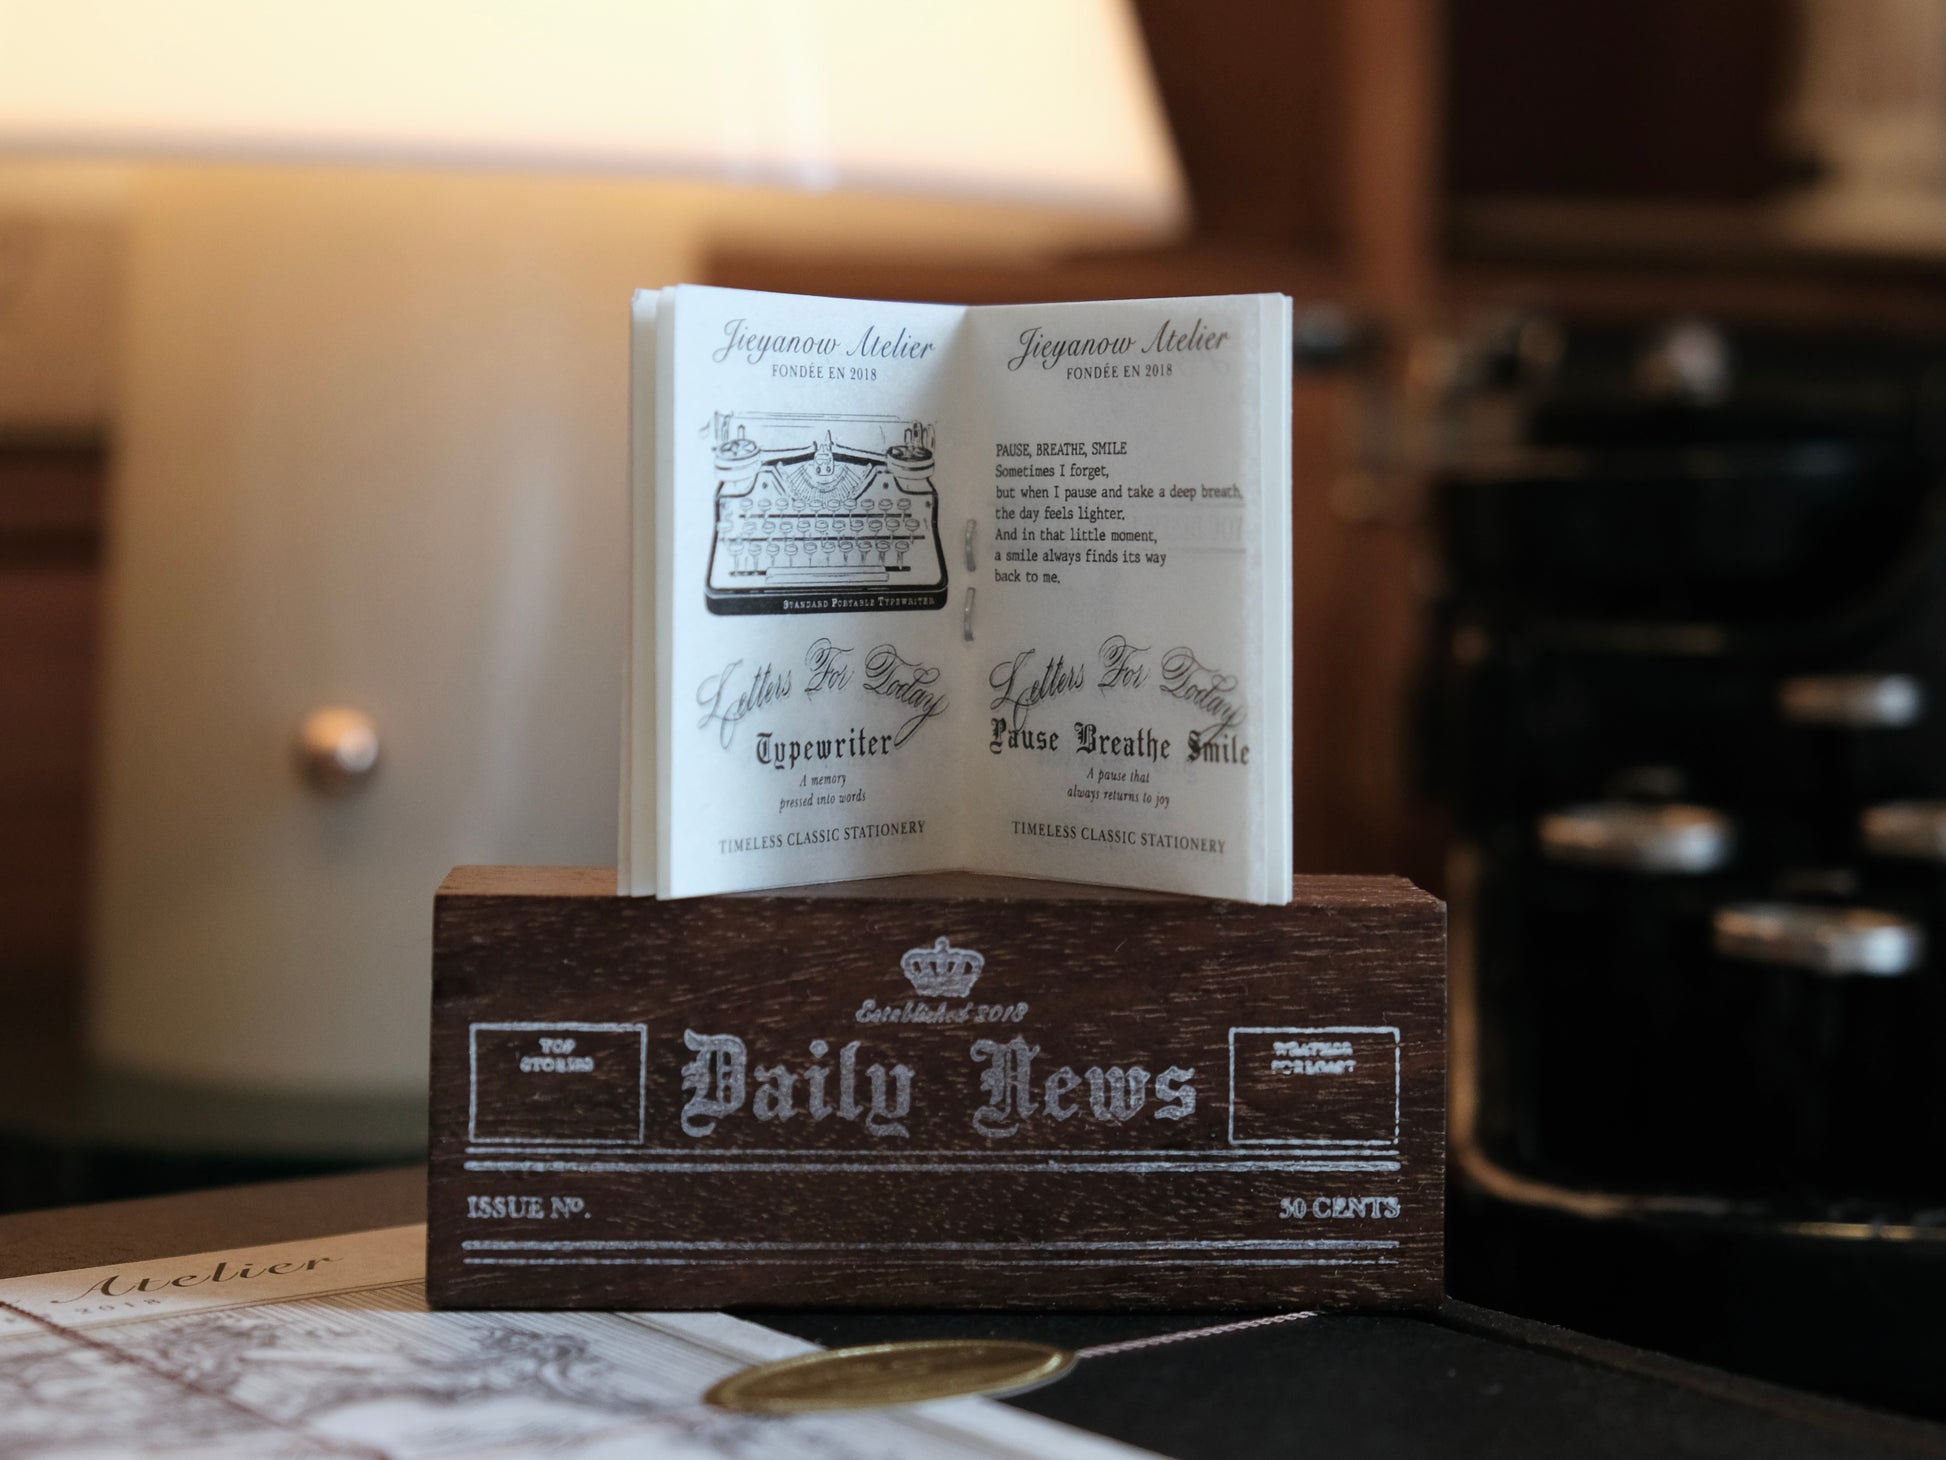 Jieyanow Atelier
FONDÉE EN 2018
STANDARD PORTABLE TYPEWRITER
Letters For Today
Typewriter
A memory
pressed into words
TIMELESS CLASSIC STATIONERY
Jieyanow Atelier
FONDÉE EN 2018
PAUSE, BREATHE, SMILE
Sometimes I forget,
but when I pause and take a deep breath,
the day feels lighter.
And in that little moment,
a smile always finds its way
back to me.
Letters For Today
Pause Breathe Smile
A pause that
always returns to joy
TIMELESS CLASSIC STATIONERY
Established 2018
TOP
STORIES
Daily News
WEATHER
FORECAST
ISSUE Nº.
50 CENTS
Atelier
2018